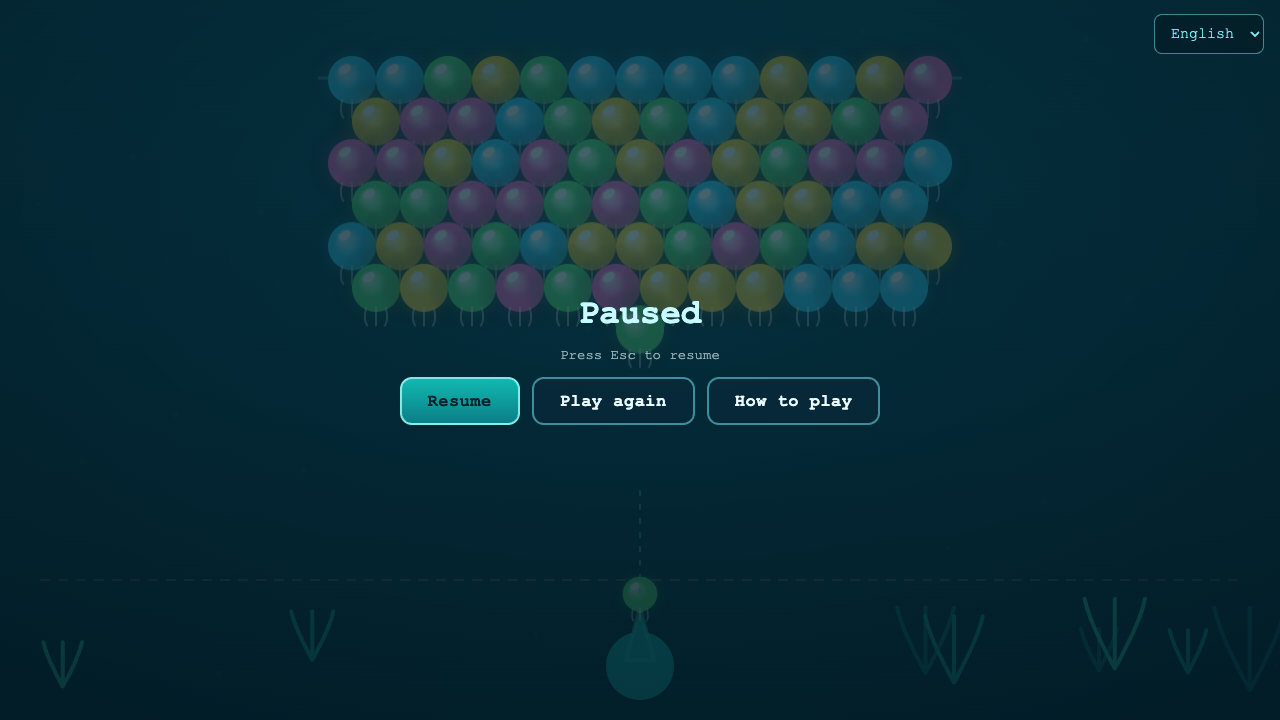 English
Paused
Press Esc to resume
Resume
Play again
How to play